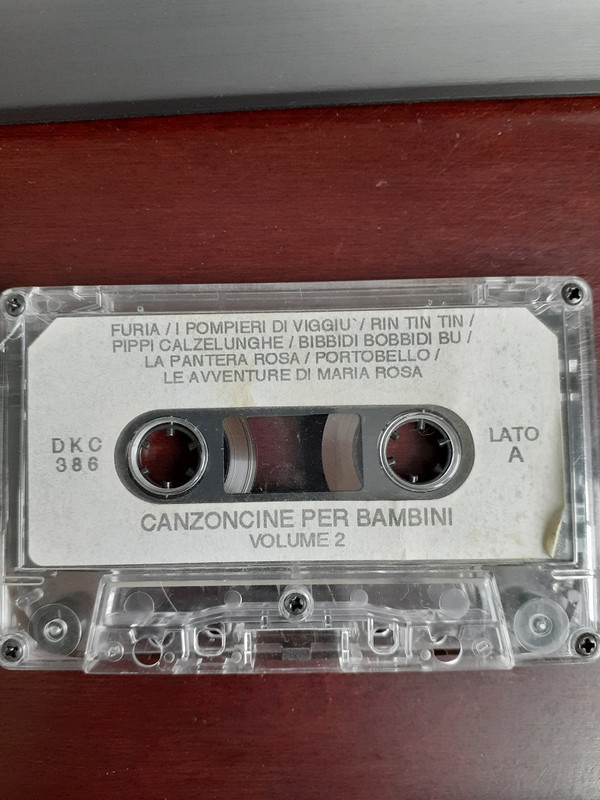 FURIA / I POMPIERI DI VIGGIU` / RIN TIN TIN /
PIPPI CALZELUNGHE / BIBBIDI BOBBIDI BU /
LA PANTERA ROSA / PORTOBELLO /
LE AVVENTURE DI MARIA ROSA
DKC
386
LATO
A
CANZONCINE PER BAMBINI
VOLUME 2